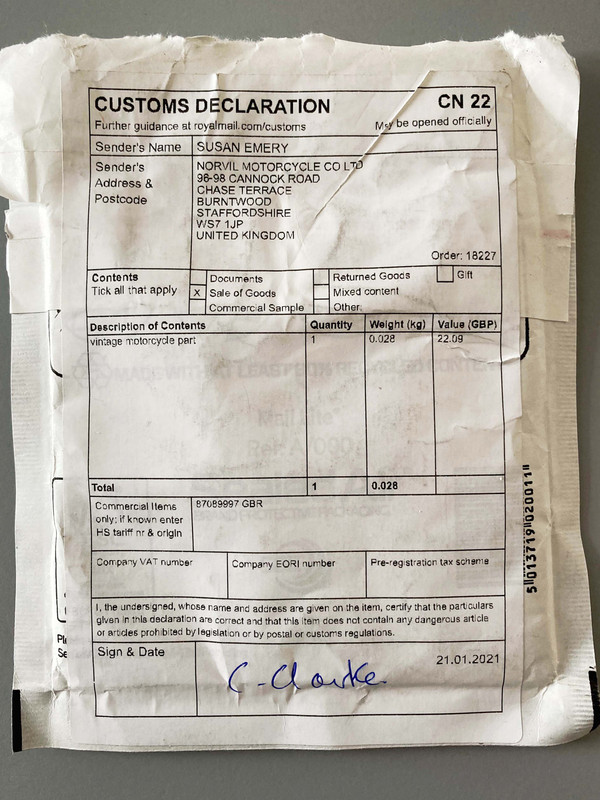 CUSTOMS DECLARATION CN 22
Further guidance at royalmail.com/customs May be opened officially
Sender's Name SUSAN EMERY
Sender's Address & Postcode
NORVIL MOTORCYCLE CO LTD
96-98 CANNOCK ROAD
CHASE TERRACE
BURNTWOOD
STAFFORDSHIRE
WS7 1JP
UNITED KINGDOM
Order: 18227
Contents
Tick all that apply
Documents
X Sale of Goods
Commercial Sample
Returned Goods
Mixed content
Other:
Gift
Description of Contents Quantity Weight (kg) Value (GBP)
vintage motorcycle part 1 0.028 22.09
Total 1 0.028
Commercial Items
only; if known enter
HS tariff nr & origin
87089997 GBR
Company VAT number Company EORI number Pre-registration tax scheme
I, the undersigned, whose name and address are given on the item, certify that the particulars
given in this declaration are correct and that this item does not contain any dangerous article
or articles prohibited by legislation or by postal or customs regulations.
Sign & Date
C. Clarke
21.01.2021
5 013719 020011